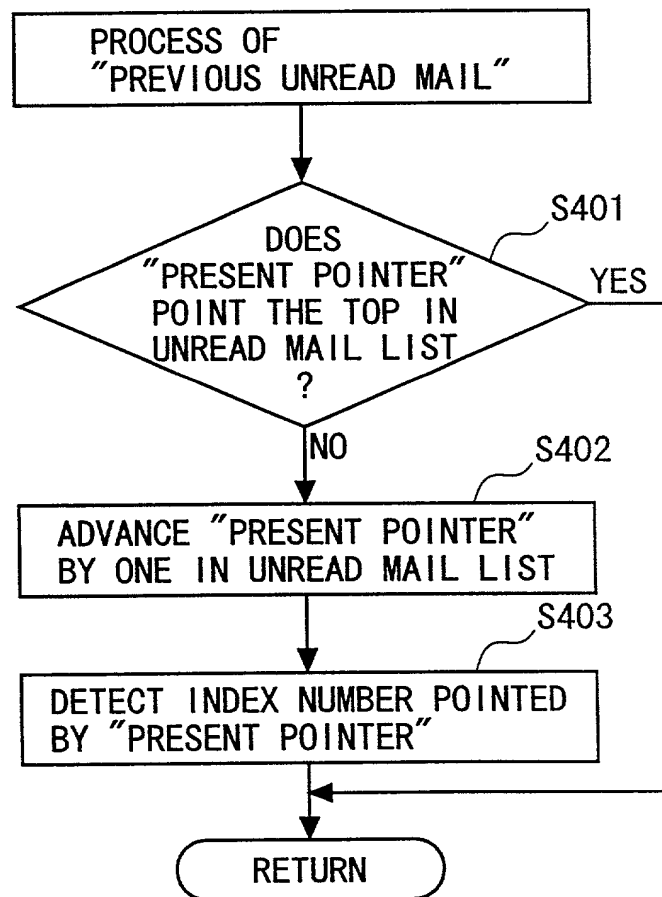 PROCESS OF
"PREVIOUS UNREAD MAIL"
S401
DOES
"PRESENT POINTER"
POINT THE TOP IN
UNREAD MAIL LIST
?
YES
NO
S402
ADVANCE "PRESENT POINTER"
BY ONE IN UNREAD MAIL LIST
S403
DETECT INDEX NUMBER POINTED
BY "PRESENT POINTER"
RETURN